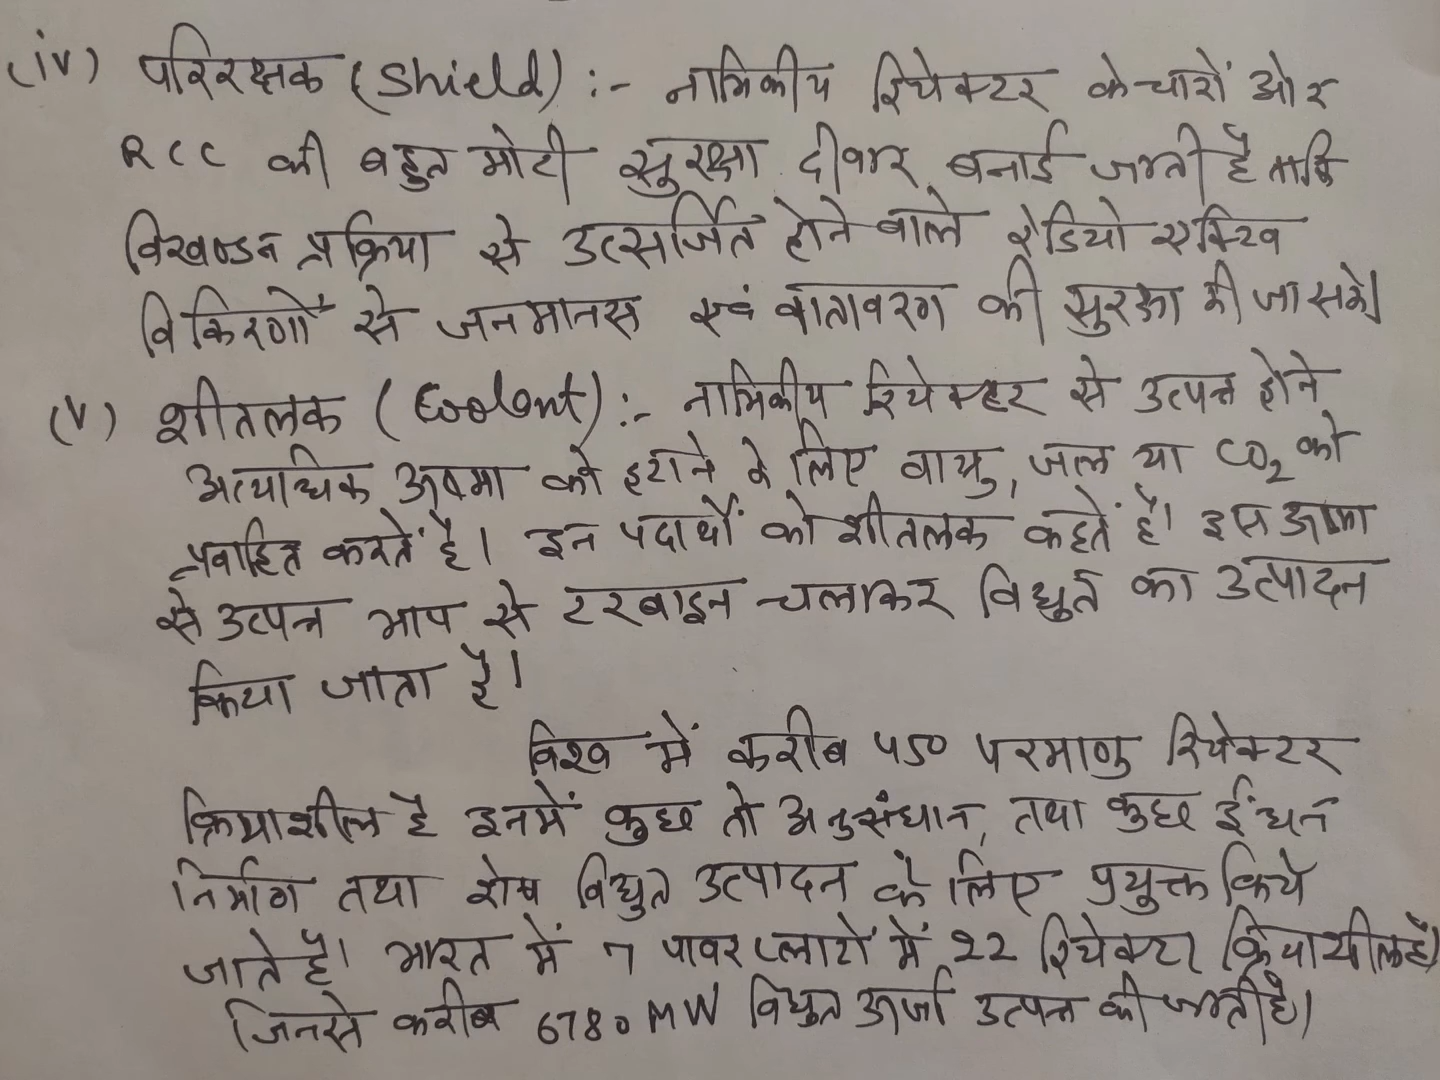 (iv) परिरक्षक (Shield) :- नाभिकीय रियेक्टर के चारों ओर
RCC की बहुत मोटी सुरक्षा दीवार बनाई जाती है ताकि
विखण्डन प्रक्रिया से उत्सर्जित होने वाले रेडियो एक्टिव
विकिरणों से जनमानस एवं वातावरण की सुरक्षा की जा सके।
(v) शीतलक (Coolant) :- नाभिकीय रियेक्टर से उत्पन्न होने
अत्याधिक ऊष्मा को हटाने के लिए वायु, जल या CO₂ को
प्रवाहित करतें है। इन पदार्थों को शीतलक कहतें है। इस ऊष्मा
से उत्पन्न भाप से टरबाइन चलाकर विद्युत का उत्पादन
किया जाता है।
विश्व में करीब 450 परमाणु रियेक्टर
क्रियाशील है इनमें कुछ तो अनुसंधान, तथा कुछ ईंधन
निर्माण तथा शेष विद्युत उत्पादन के लिए प्रयुक्त किये
जाते है। भारत में 7 पावर प्लांटो में 22 रियेक्टर क्रियाशील है।
जिनसे करीब 6780 MW विद्युत ऊर्जा उत्पन्न की जाती है।